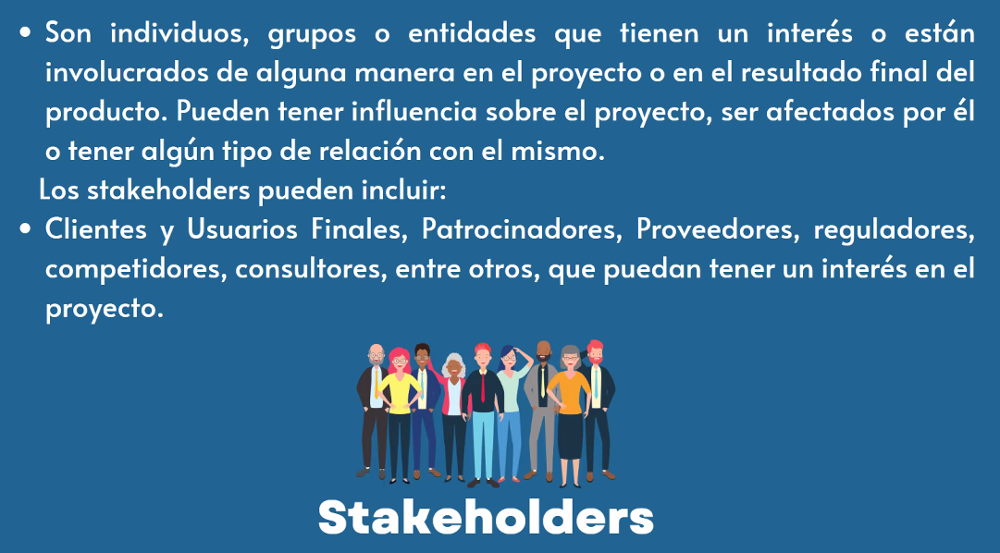 • Son individuos, grupos o entidades que tienen un interés o están
involucrados de alguna manera en el proyecto o en el resultado final del
producto. Pueden tener influencia sobre el proyecto, ser afectados por él
o tener algún tipo de relación con el mismo.
Los stakeholders pueden incluir:
• Clientes y Usuarios Finales, Patrocinadores, Proveedores, reguladores,
competidores, consultores, entre otros, que puedan tener un interés en el
proyecto.
Stakeholders